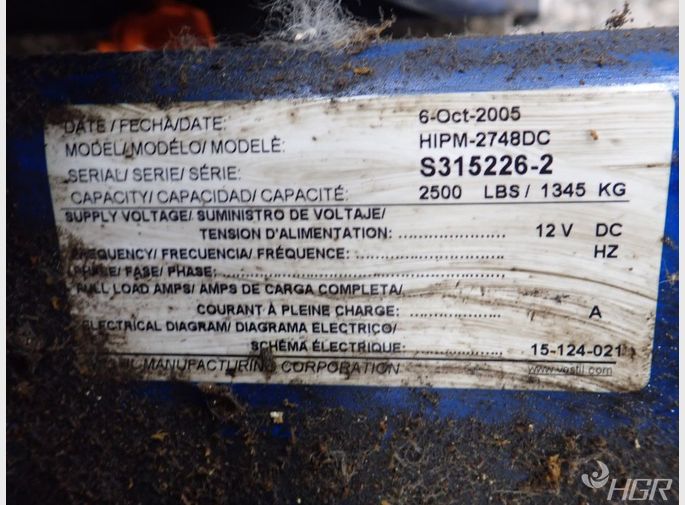 DATE / FECHA/DATE: 6-Oct-2005
MODEL/MODÉLO/ MODELÈ: HIPM-2748DC
SERIAL/ SERIE/ SÉRIE: S315226-2
CAPACITY/ CAPACIDAD/ CAPACITÉ: 2500 LBS / 1345 KG
SUPPLY VOLTAGE/ SUMINISTRO DE VOLTAJE/
TENSION D'ALIMENTATION: 12 V DC
FREQUENCY/ FRECUENCIA/ FRÉQUENCE: HZ
PHASE/ FASE/ PHASE:
FULL LOAD AMPS/ AMPS DE CARGA COMPLETA/
COURANT À PLEINE CHARGE: A
ELECTRICAL DIAGRAM/ DIAGRAMA ÉLECTRICO/
SCHÉMA ÉLECTRIQUE: 15-124-021
MANUFACTURING CORPORATION www.vestil.com
HGR